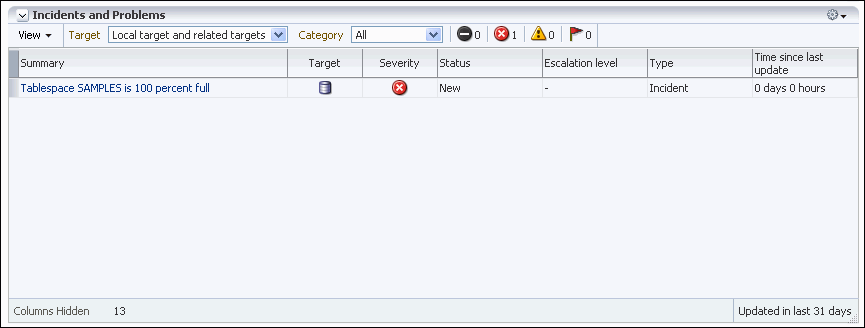 Incidents and Problems
View Target Local target and related targets Category All 0 1 0 0
Summary Target Severity Status Escalation level Type Time since last
update
Tablespace SAMPLES is 100 percent full New - Incident 0 days 0 hours
Columns Hidden 13 Updated in last 31 days